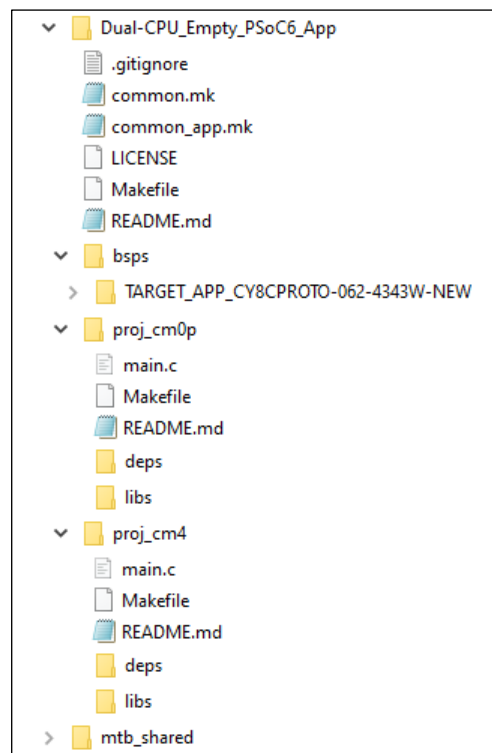 Dual-CPU_Empty_PSoC6_App
.gitignore
common.mk
common_app.mk
LICENSE
Makefile
README.md
bsps
TARGET_APP_CY8CPROTO-062-4343W-NEW
proj_cm0p
main.c
Makefile
README.md
deps
libs
proj_cm4
main.c
Makefile
README.md
deps
libs
mtb_shared